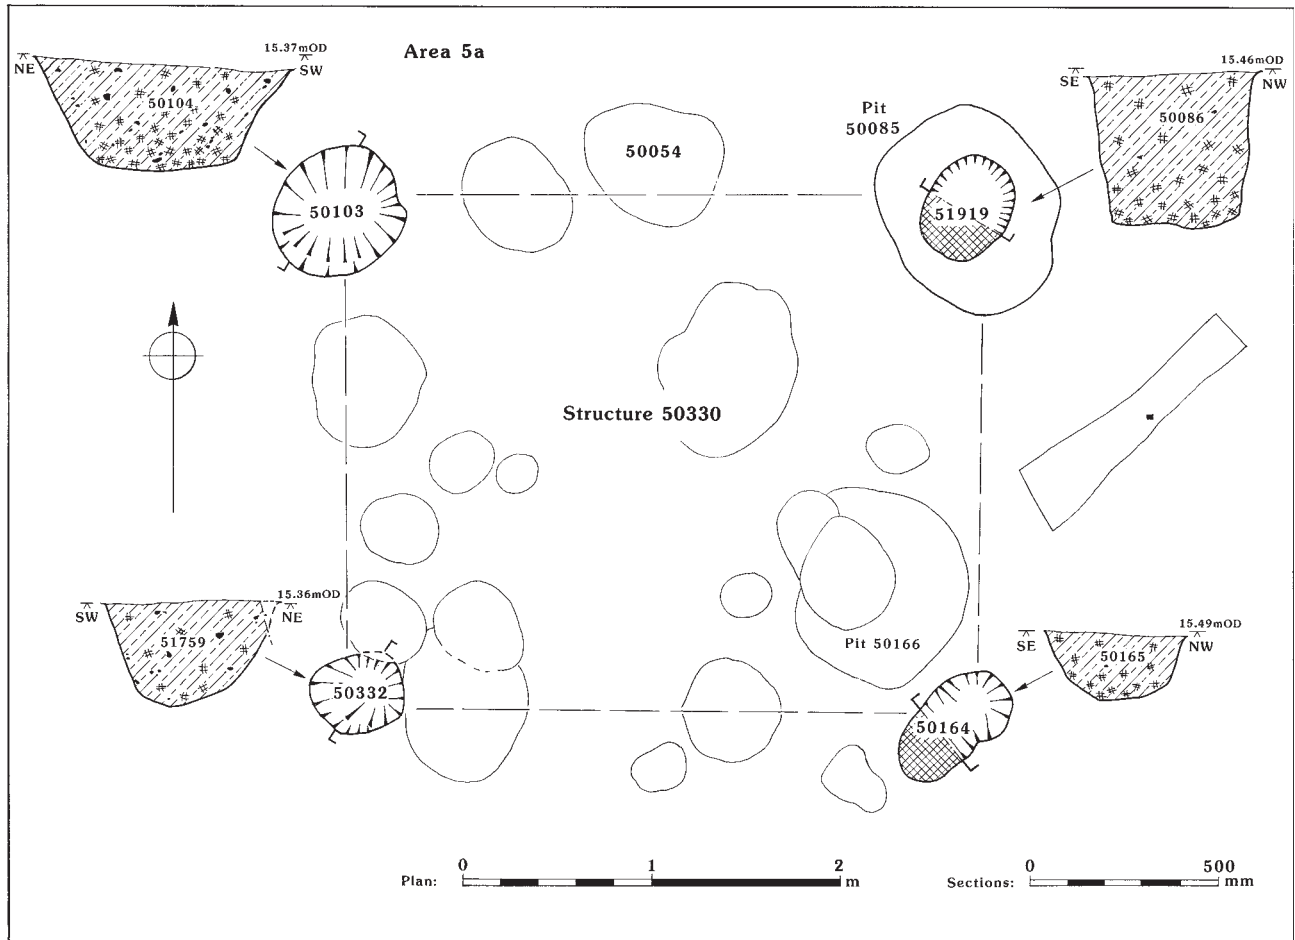 Area 5a
NE
15.37mOD
SW
50104
50103
50054
Pit
50085
51919
SE
15.46mOD
NW
50086
Structure 50330
SW
15.36mOD
NE
51759
50332
Pit 50166
50164
SE
15.49mOD
NW
50165
Plan:
0 1 2
m
Sections:
0 500
mm